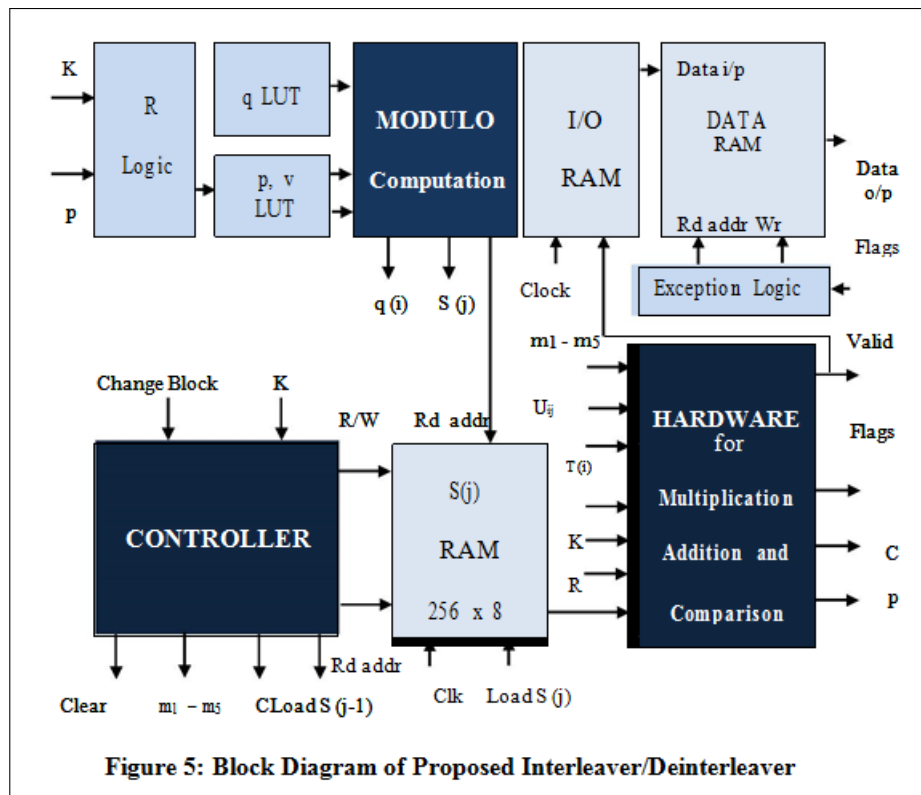 K
R
Logic
p
q LUT
p, v
LUT
MODULO
Computation
I/O
RAM
Data i/p
DATA
RAM
Rd addr Wr
Data
o/p
Flags
Exception Logic
q (i)
S (j)
Clock
m1 - m5
Valid
Change Block
K
R/W
Rd addr
Uij
T(i)
K
R
HARDWARE
for
Multiplication
Addition and
Comparison
Flags
C
p
CONTROLLER
S(j)
RAM
256 x 8
Rd addr
Clear
m1 – m5
CLoad S (j-1)
Clk
Load S (j)
Figure 5: Block Diagram of Proposed Interleaver/Deinterleaver